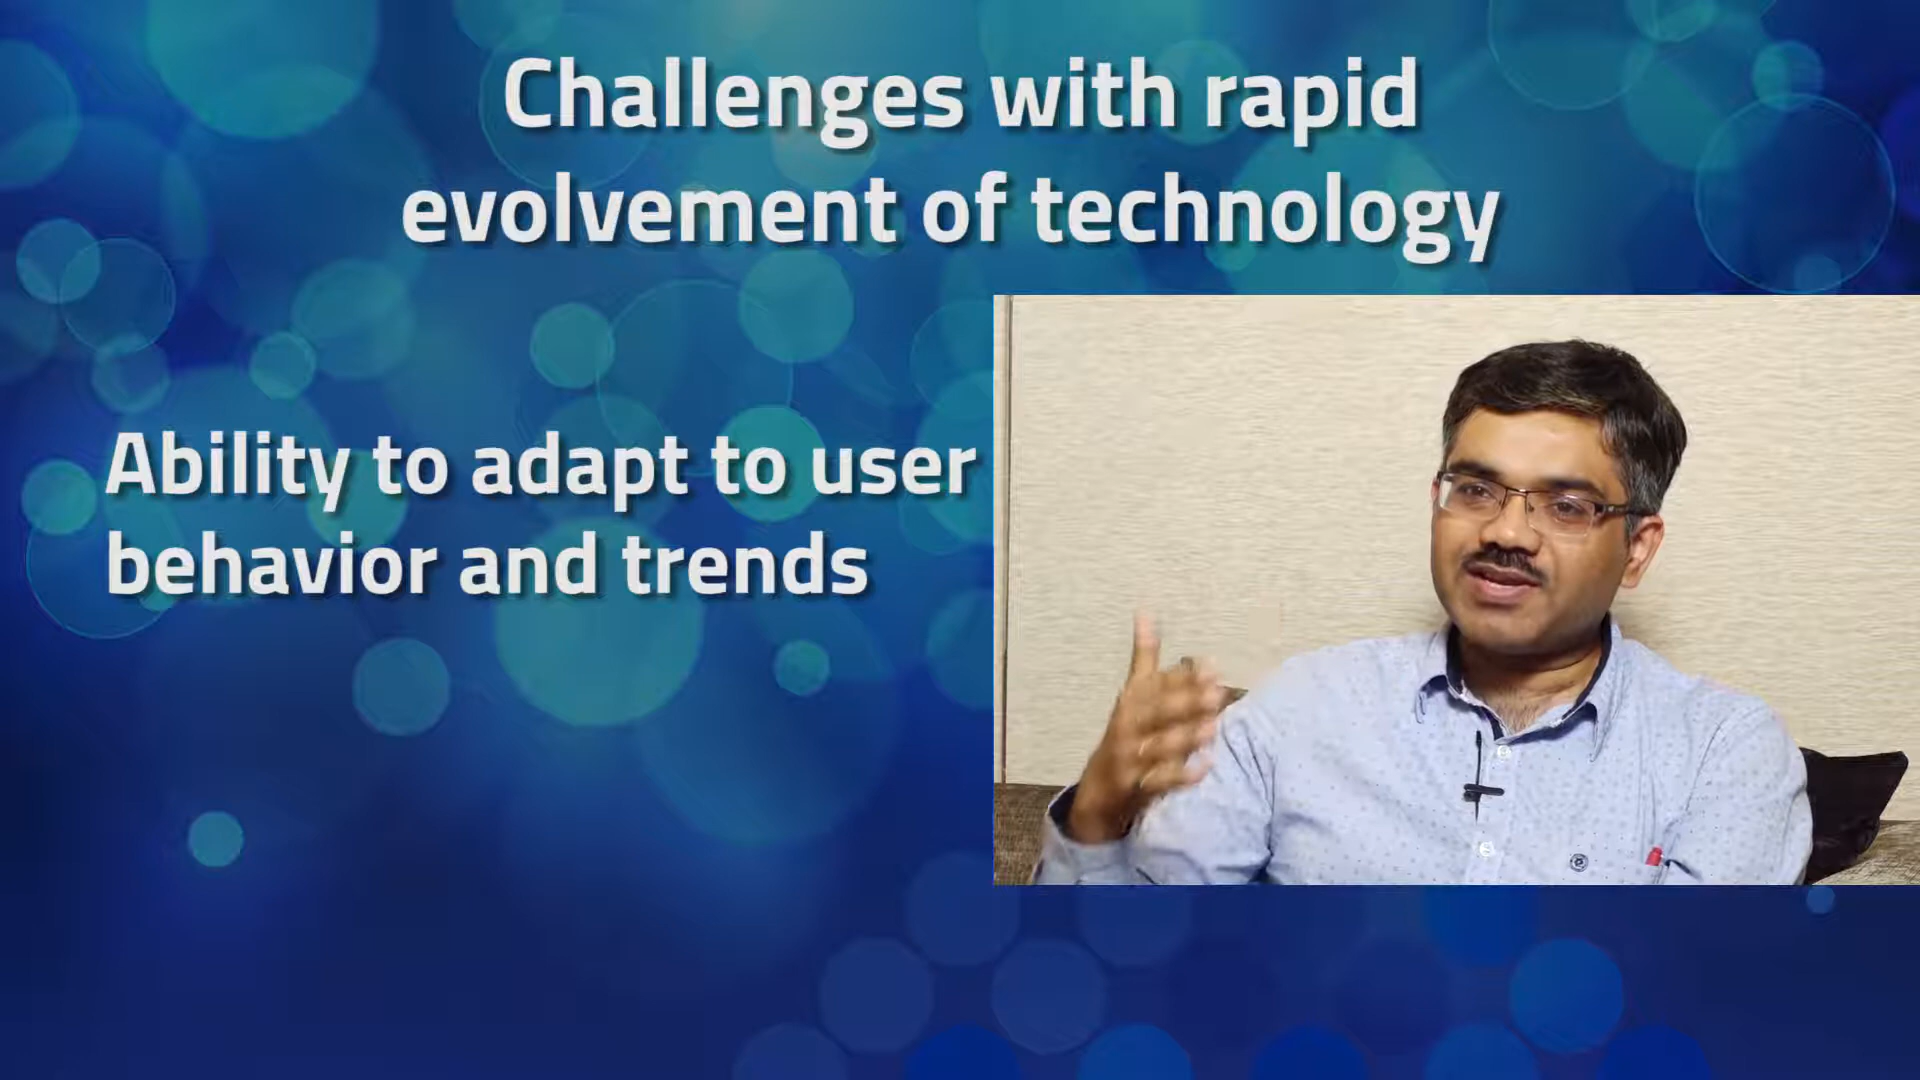 Challenges with rapid
evolvement of technology
Ability to adapt to user
behavior and trends